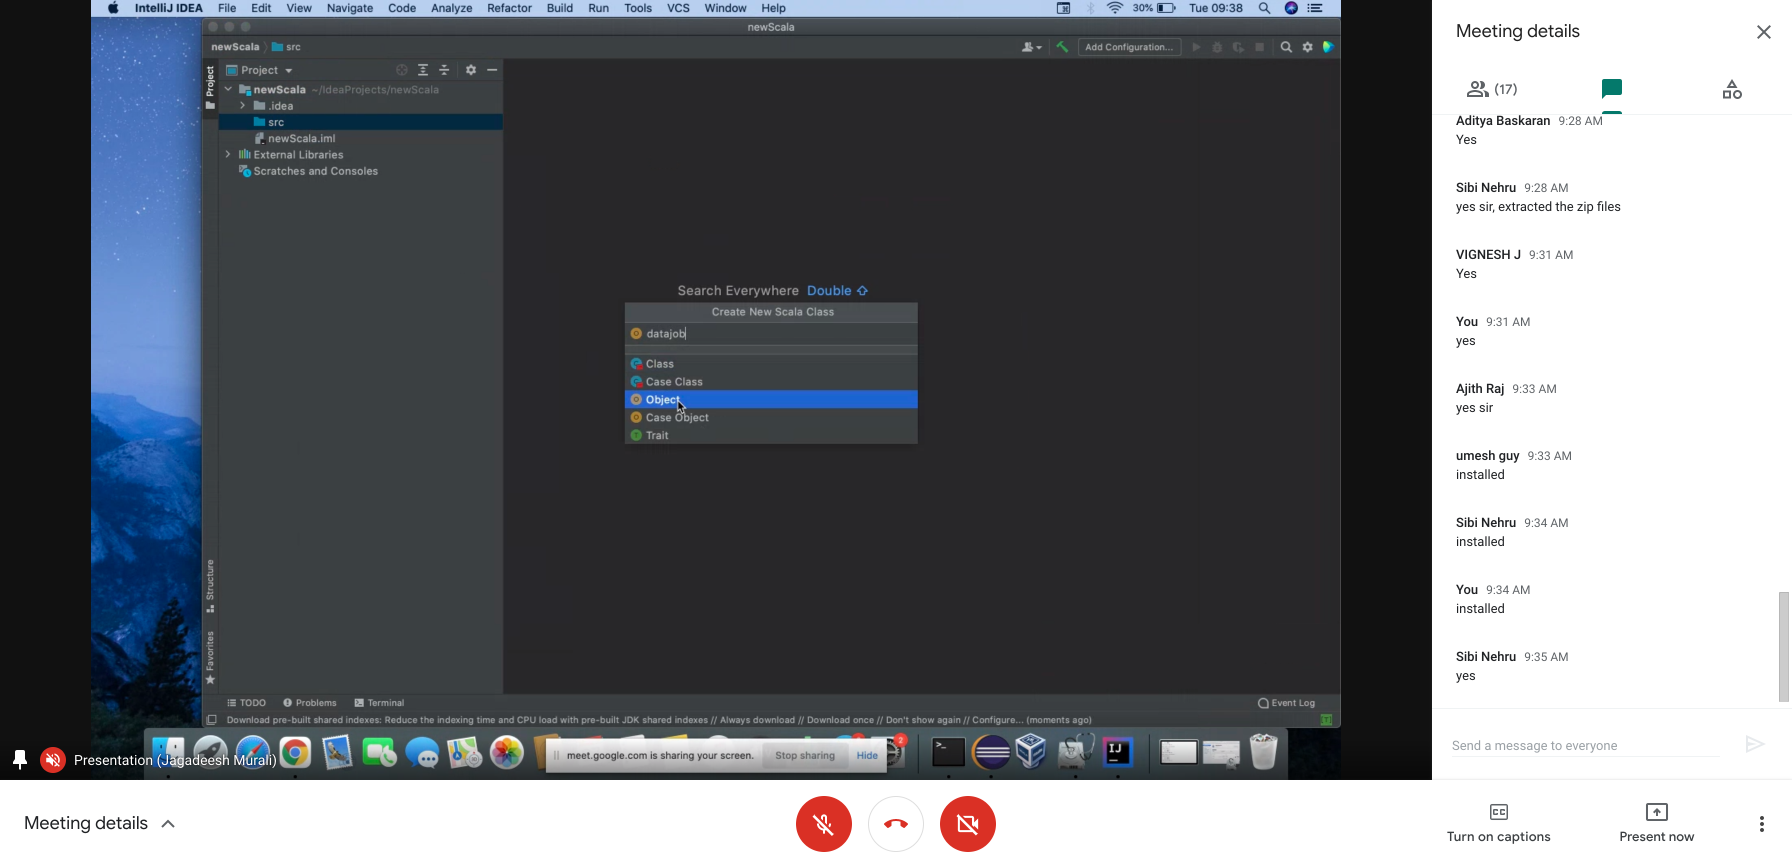 IntelliJ IDEA File Edit View Navigate Code Analyze Refactor Build Run Tools VCS Window Help 30% Tue 09:38
newScala
newScala src Add Configuration...
Project
Project
newScala ~/IdeaProjects/newScala
.idea
src
newScala.iml
External Libraries
Scratches and Consoles
Search Everywhere Double
Create New Scala Class
datajob
Class
Case Class
Object
Case Object
Trait
Structure
Favorites
TODO Problems Terminal Event Log
Download pre-built shared indexes: Reduce the indexing time and CPU load with pre-built JDK shared indexes // Always download // Download once // Don't show again // Configure... (moments ago)
Presentation (Jagadeesh Murali)
meet.google.com is sharing your screen. Stop sharing Hide
2
IJ
Meeting details
(17)
Aditya Baskaran 9:28 AM
Yes
Sibi Nehru 9:28 AM
yes sir, extracted the zip files
VIGNESH J 9:31 AM
Yes
You 9:31 AM
yes
Ajith Raj 9:33 AM
yes sir
umesh guy 9:33 AM
installed
Sibi Nehru 9:34 AM
installed
You 9:34 AM
installed
Sibi Nehru 9:35 AM
yes
Send a message to everyone
Meeting details
Turn on captions
Present now